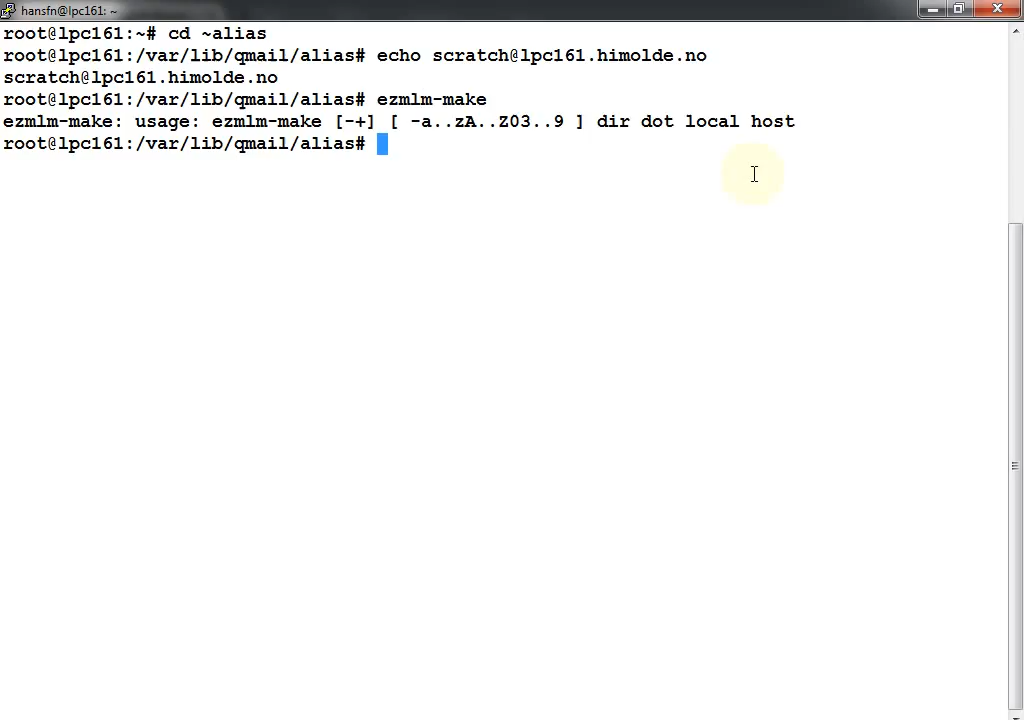 hansfn@lpc161: ~
root@lpc161:~# cd ~alias
root@lpc161:/var/lib/qmail/alias# echo scratch@lpc161.himolde.no
scratch@lpc161.himolde.no
root@lpc161:/var/lib/qmail/alias# ezmlm-make
ezmlm-make: usage: ezmlm-make [-+] [ -a..zA..Z03..9 ] dir dot local host
root@lpc161:/var/lib/qmail/alias#